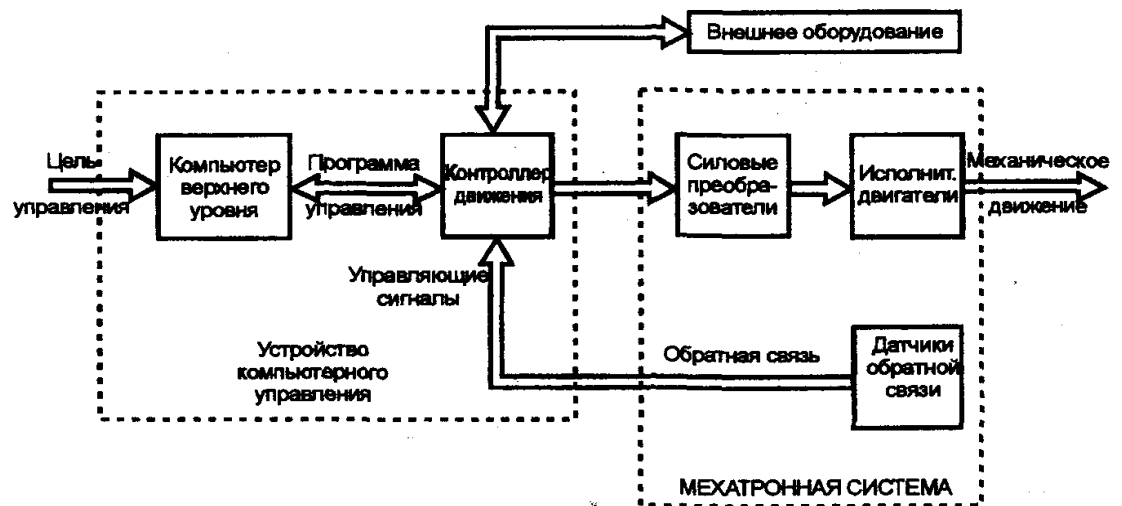 Внешнее оборудование
Цель
управления
Компьютер
верхнего
уровня
Программа
управления
Контроллер
движения
Силовые
преобра-
зователи
Исполнит.
двигатели
Механическое
движение
Управляющие
сигналы
Устройство
компьютерного
управления
Обратная связь
Датчики
обратной
связи
МЕХАТРОННАЯ СИСТЕМА